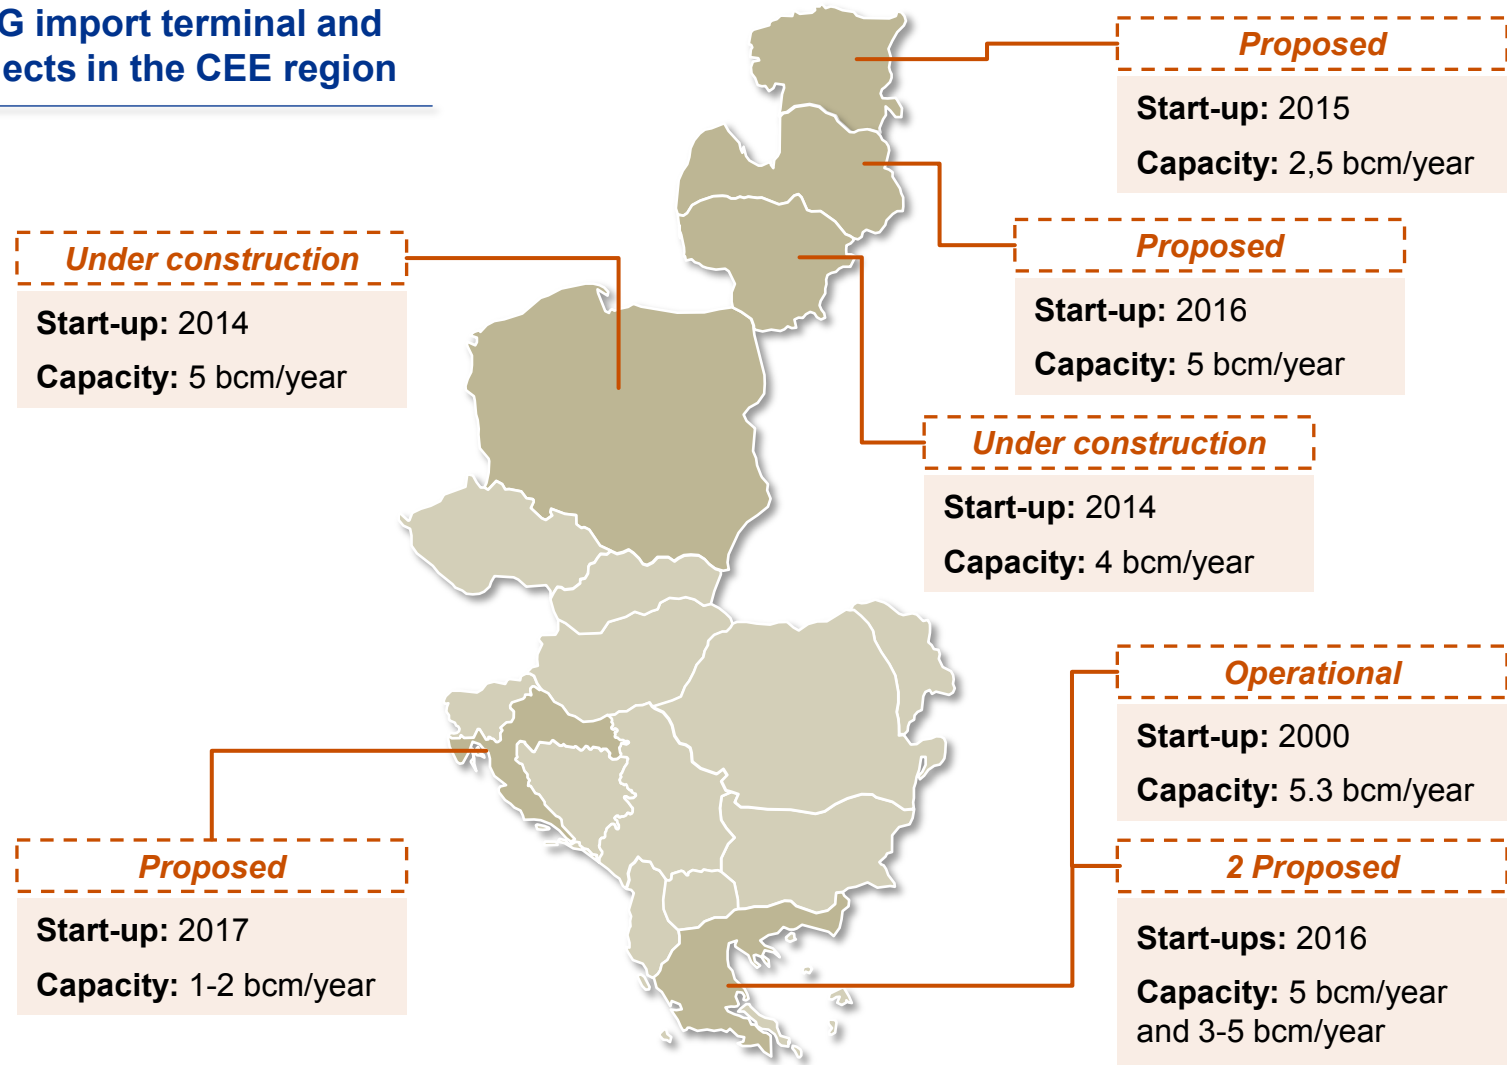 G import terminal and
ects in the CEE region
Proposed
Start-up: 2015
Capacity: 2,5 bcm/year
Proposed
Start-up: 2016
Capacity: 5 bcm/year
Under construction
Start-up: 2014
Capacity: 5 bcm/year
Under construction
Start-up: 2014
Capacity: 4 bcm/year
Operational
Start-up: 2000
Capacity: 5.3 bcm/year
Proposed
Start-up: 2017
Capacity: 1-2 bcm/year
2 Proposed
Start-ups: 2016
Capacity: 5 bcm/year
and 3-5 bcm/year